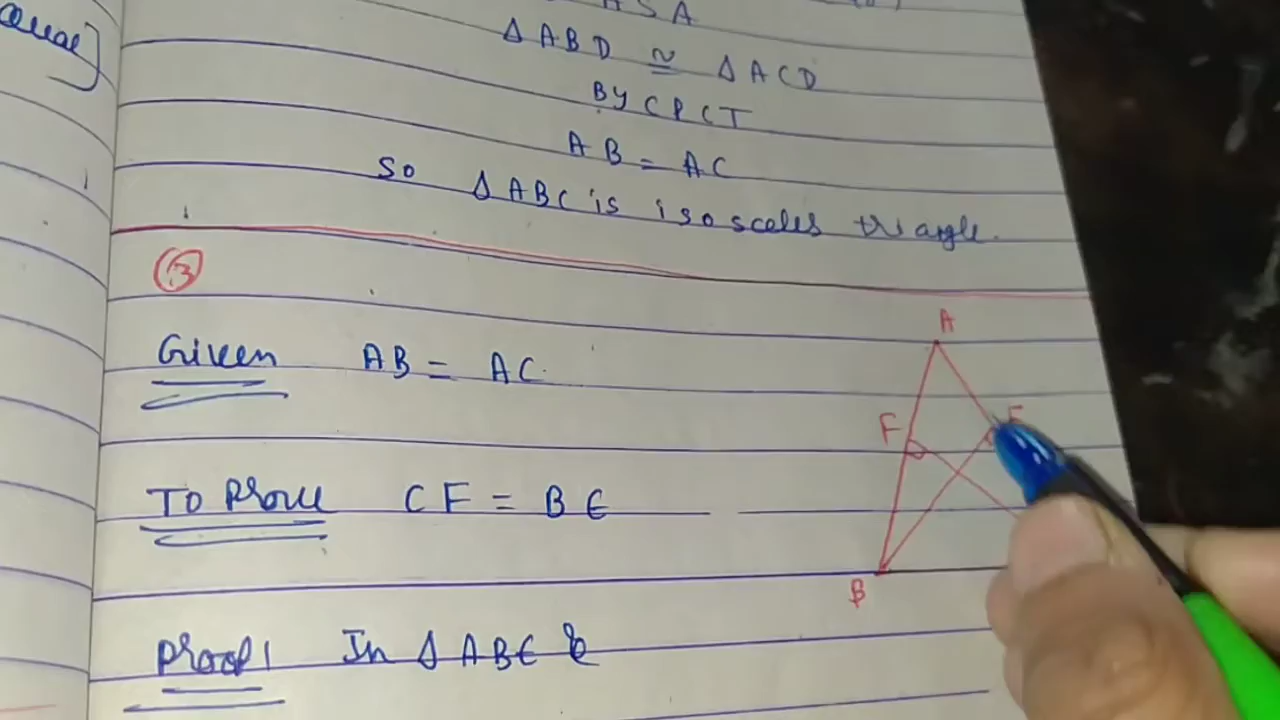 ASA
Δ ABD ≅ Δ ACD
By CPCT
AB = AC
So Δ ABC is isosceles triangle.
3
Given AB = AC.
A
F
E
To Prove CF = BE
B
Proof! In Δ ABE &